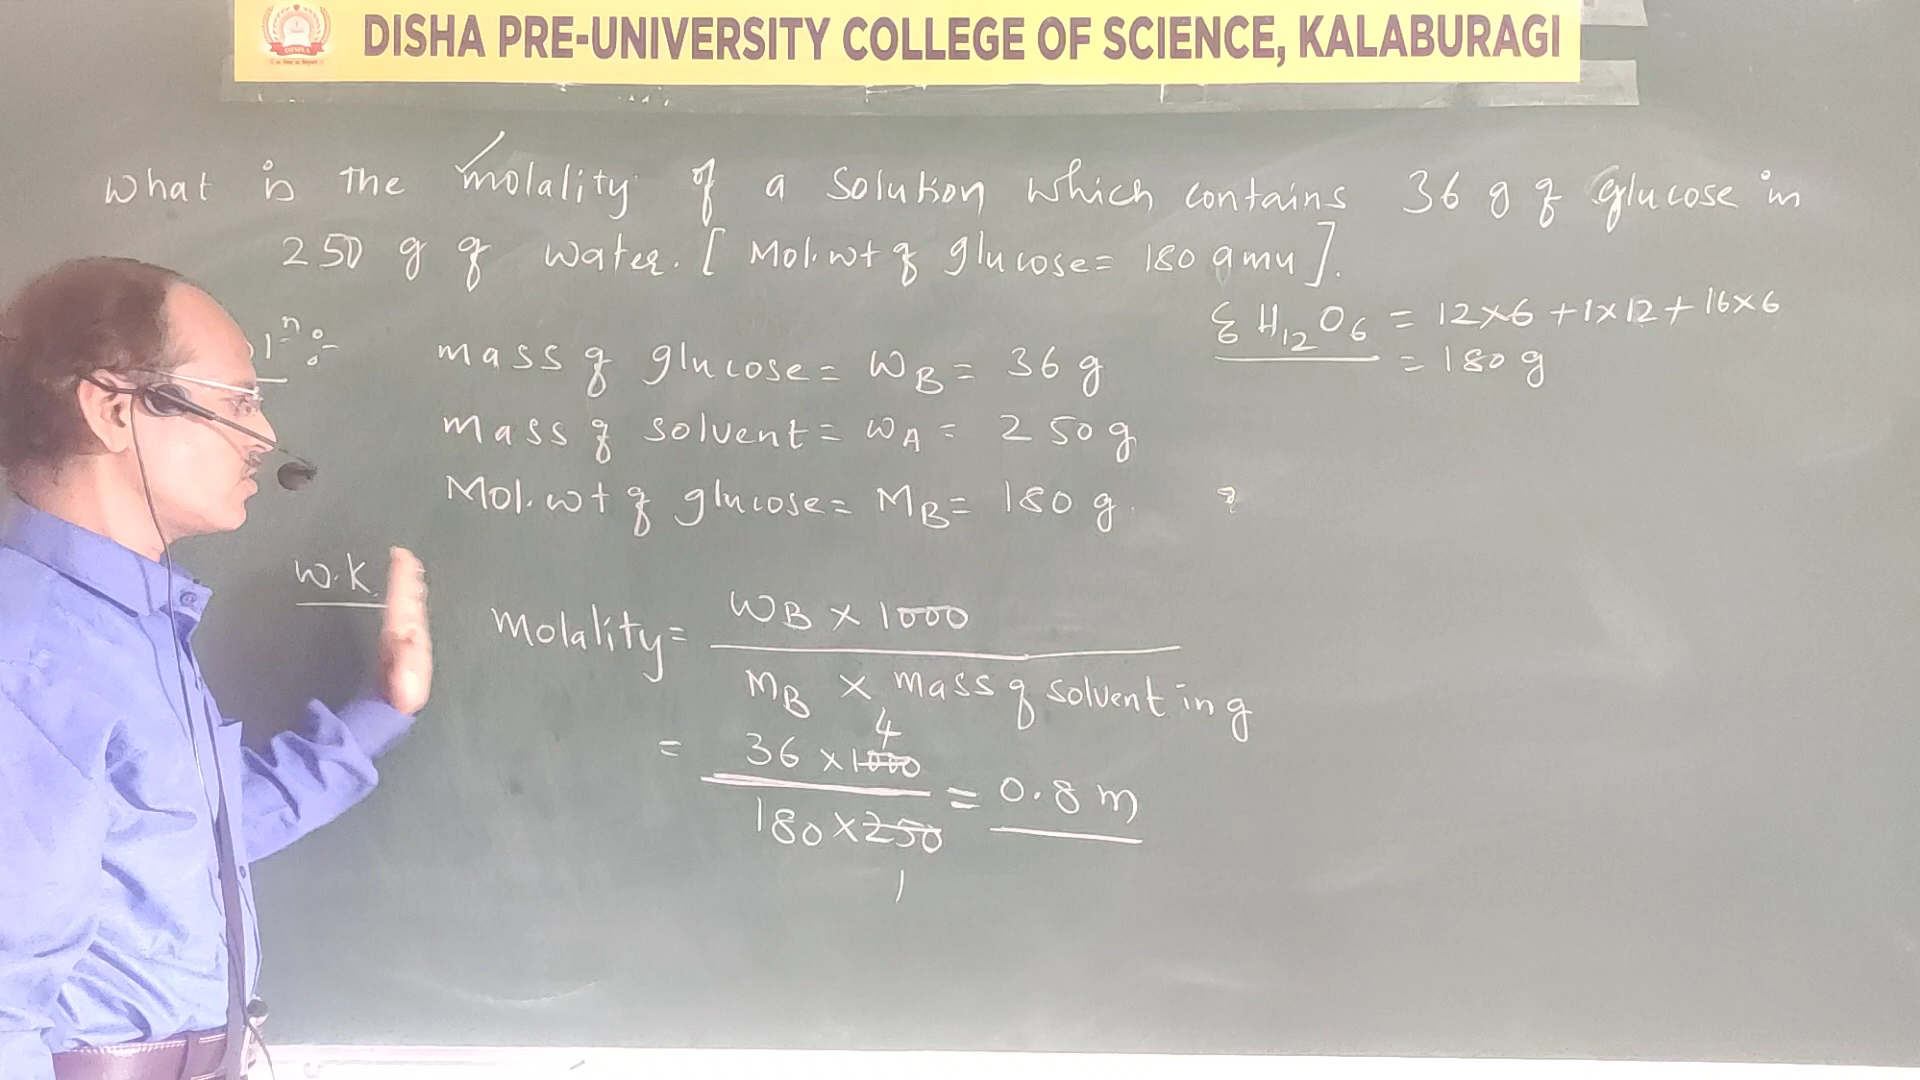 DISHA PRE-UNIVERSITY COLLEGE OF SCIENCE, KALABURAGI
DISHA
What is the molality of a solution which contains 36 g of glucose in
250 g of water. [ Mol.wt of glucose = 180 amu ].
C6H12O6 = 12×6 + 1×12 + 16×6
= 180 g
mass of glucose = WB = 36 g
mass of solvent = WA = 250 g
Mol.wt of glucose = MB = 180 g.
W.K.
molality = WB × 1000
MB × mass of solvent in g
4
= 36 × 1000
180 × 250
= 0.8 m
1